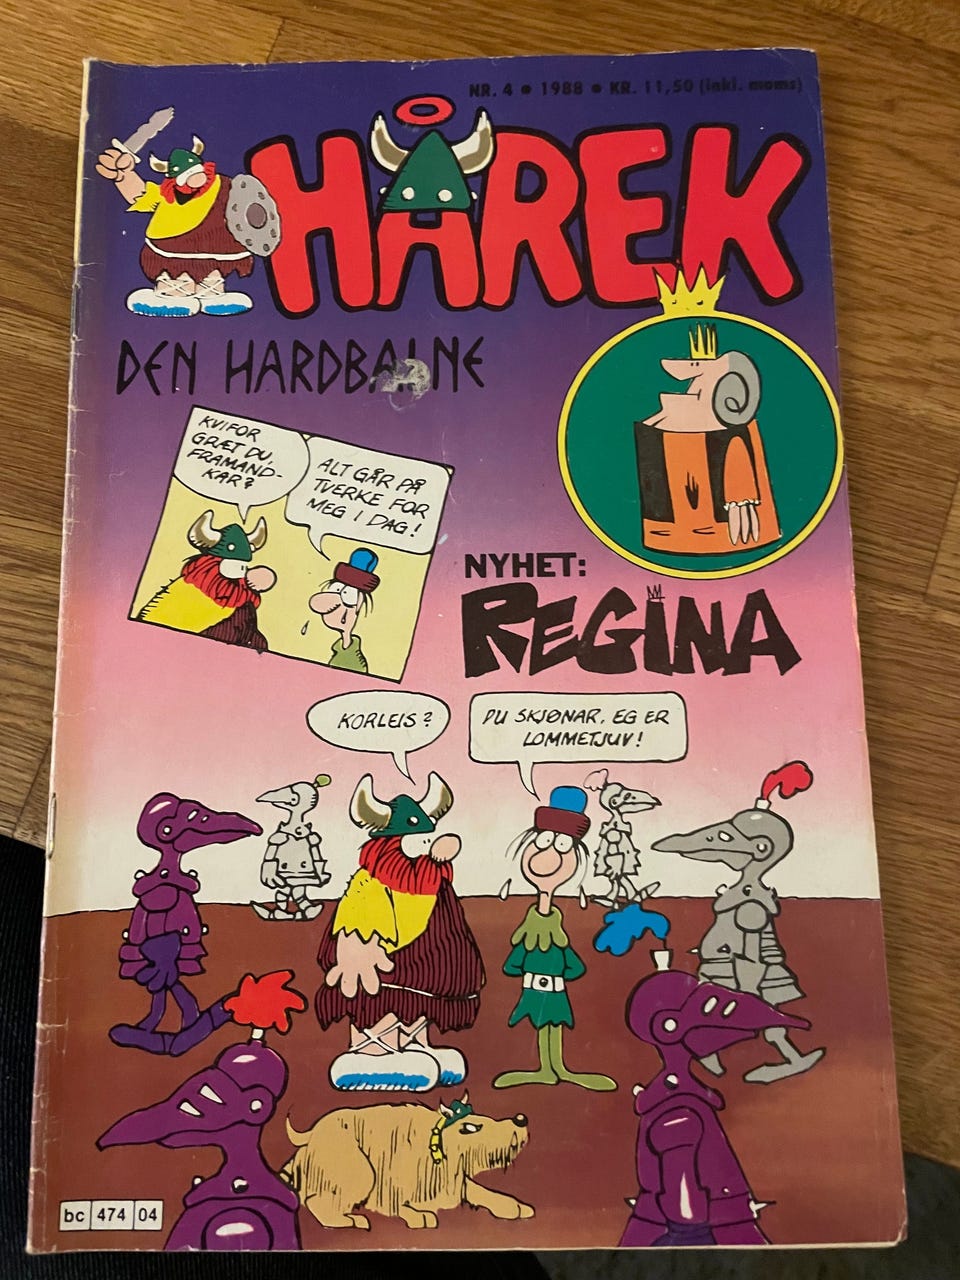 NR. 4 • 1988 • KR. 11,50 (inkl. moms)
HÅREK
DEN HARDBALNE
KVIFOR
GRÆT DU,
FRAMAND-
KAR?
ALT GÅR PÅ
TVERKE FOR
MEG I DAG!
NYHET:
REGINA
KORLEIS?
DU SKJØNAR, EG ER
LOMMETJUV!
bc 474 04